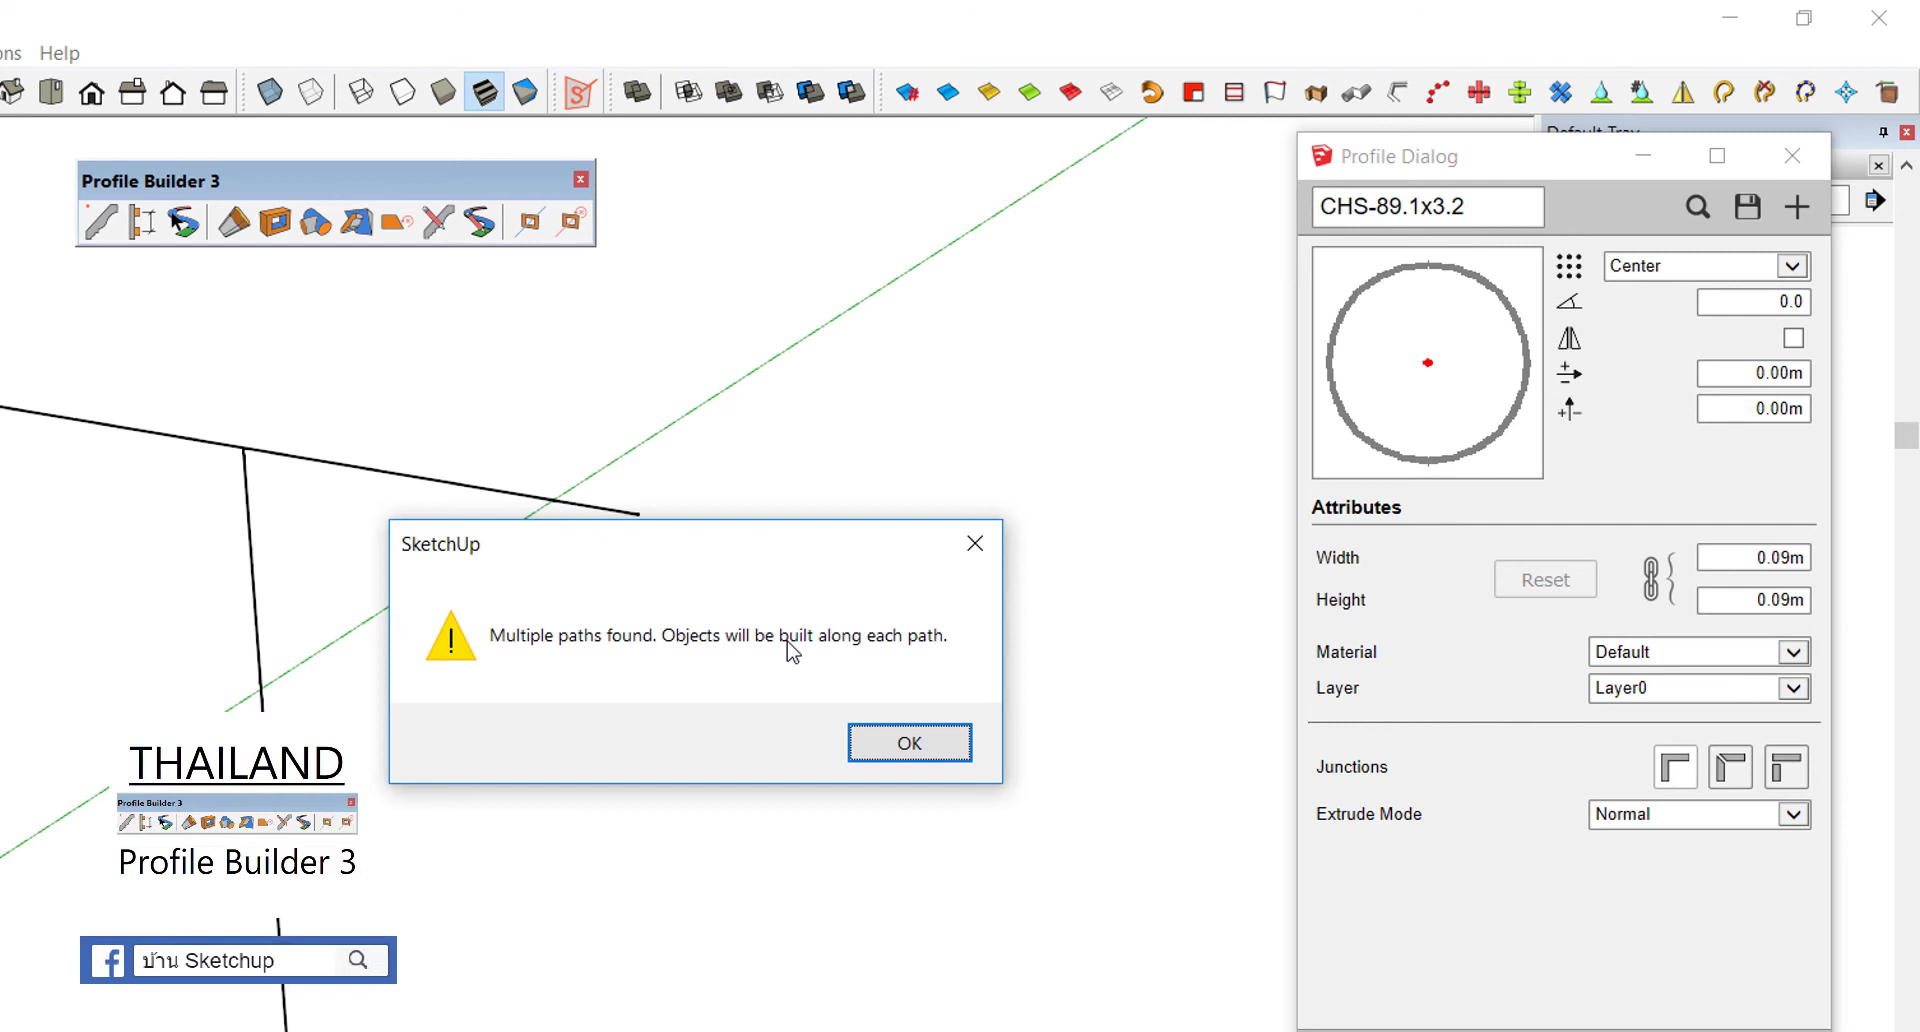 ons Help
Default Tray
Profile Builder 3
Profile Dialog
CHS-89.1x3.2
Center
0.0
0.00m
0.00m
Attributes
Width 0.09m
Reset
Height 0.09m
Material Default
Layer Layer0
Junctions
Extrude Mode Normal
SketchUp
Multiple paths found. Objects will be built along each path.
OK
THAILAND
Profile Builder 3
Profile Builder 3
บ้าน Sketchup